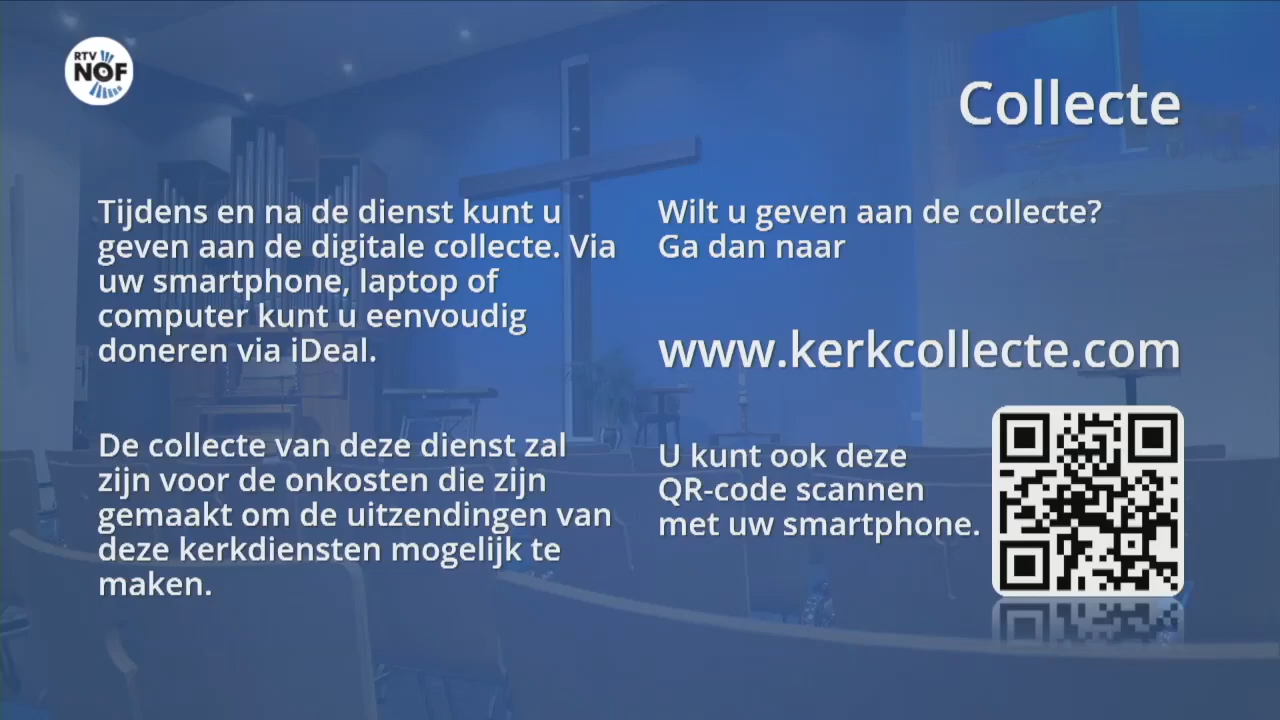 RTV
NOF
Collecte
Tijdens en na de dienst kunt u
geven aan de digitale collecte. Via
uw smartphone, laptop of
computer kunt u eenvoudig
doneren via iDeal.
De collecte van deze dienst zal
zijn voor de onkosten die zijn
gemaakt om de uitzendingen van
deze kerkdiensten mogelijk te
maken.
Wilt u geven aan de collecte?
Ga dan naar
www.kerkcollecte.com
U kunt ook deze
QR-code scannen
met uw smartphone.